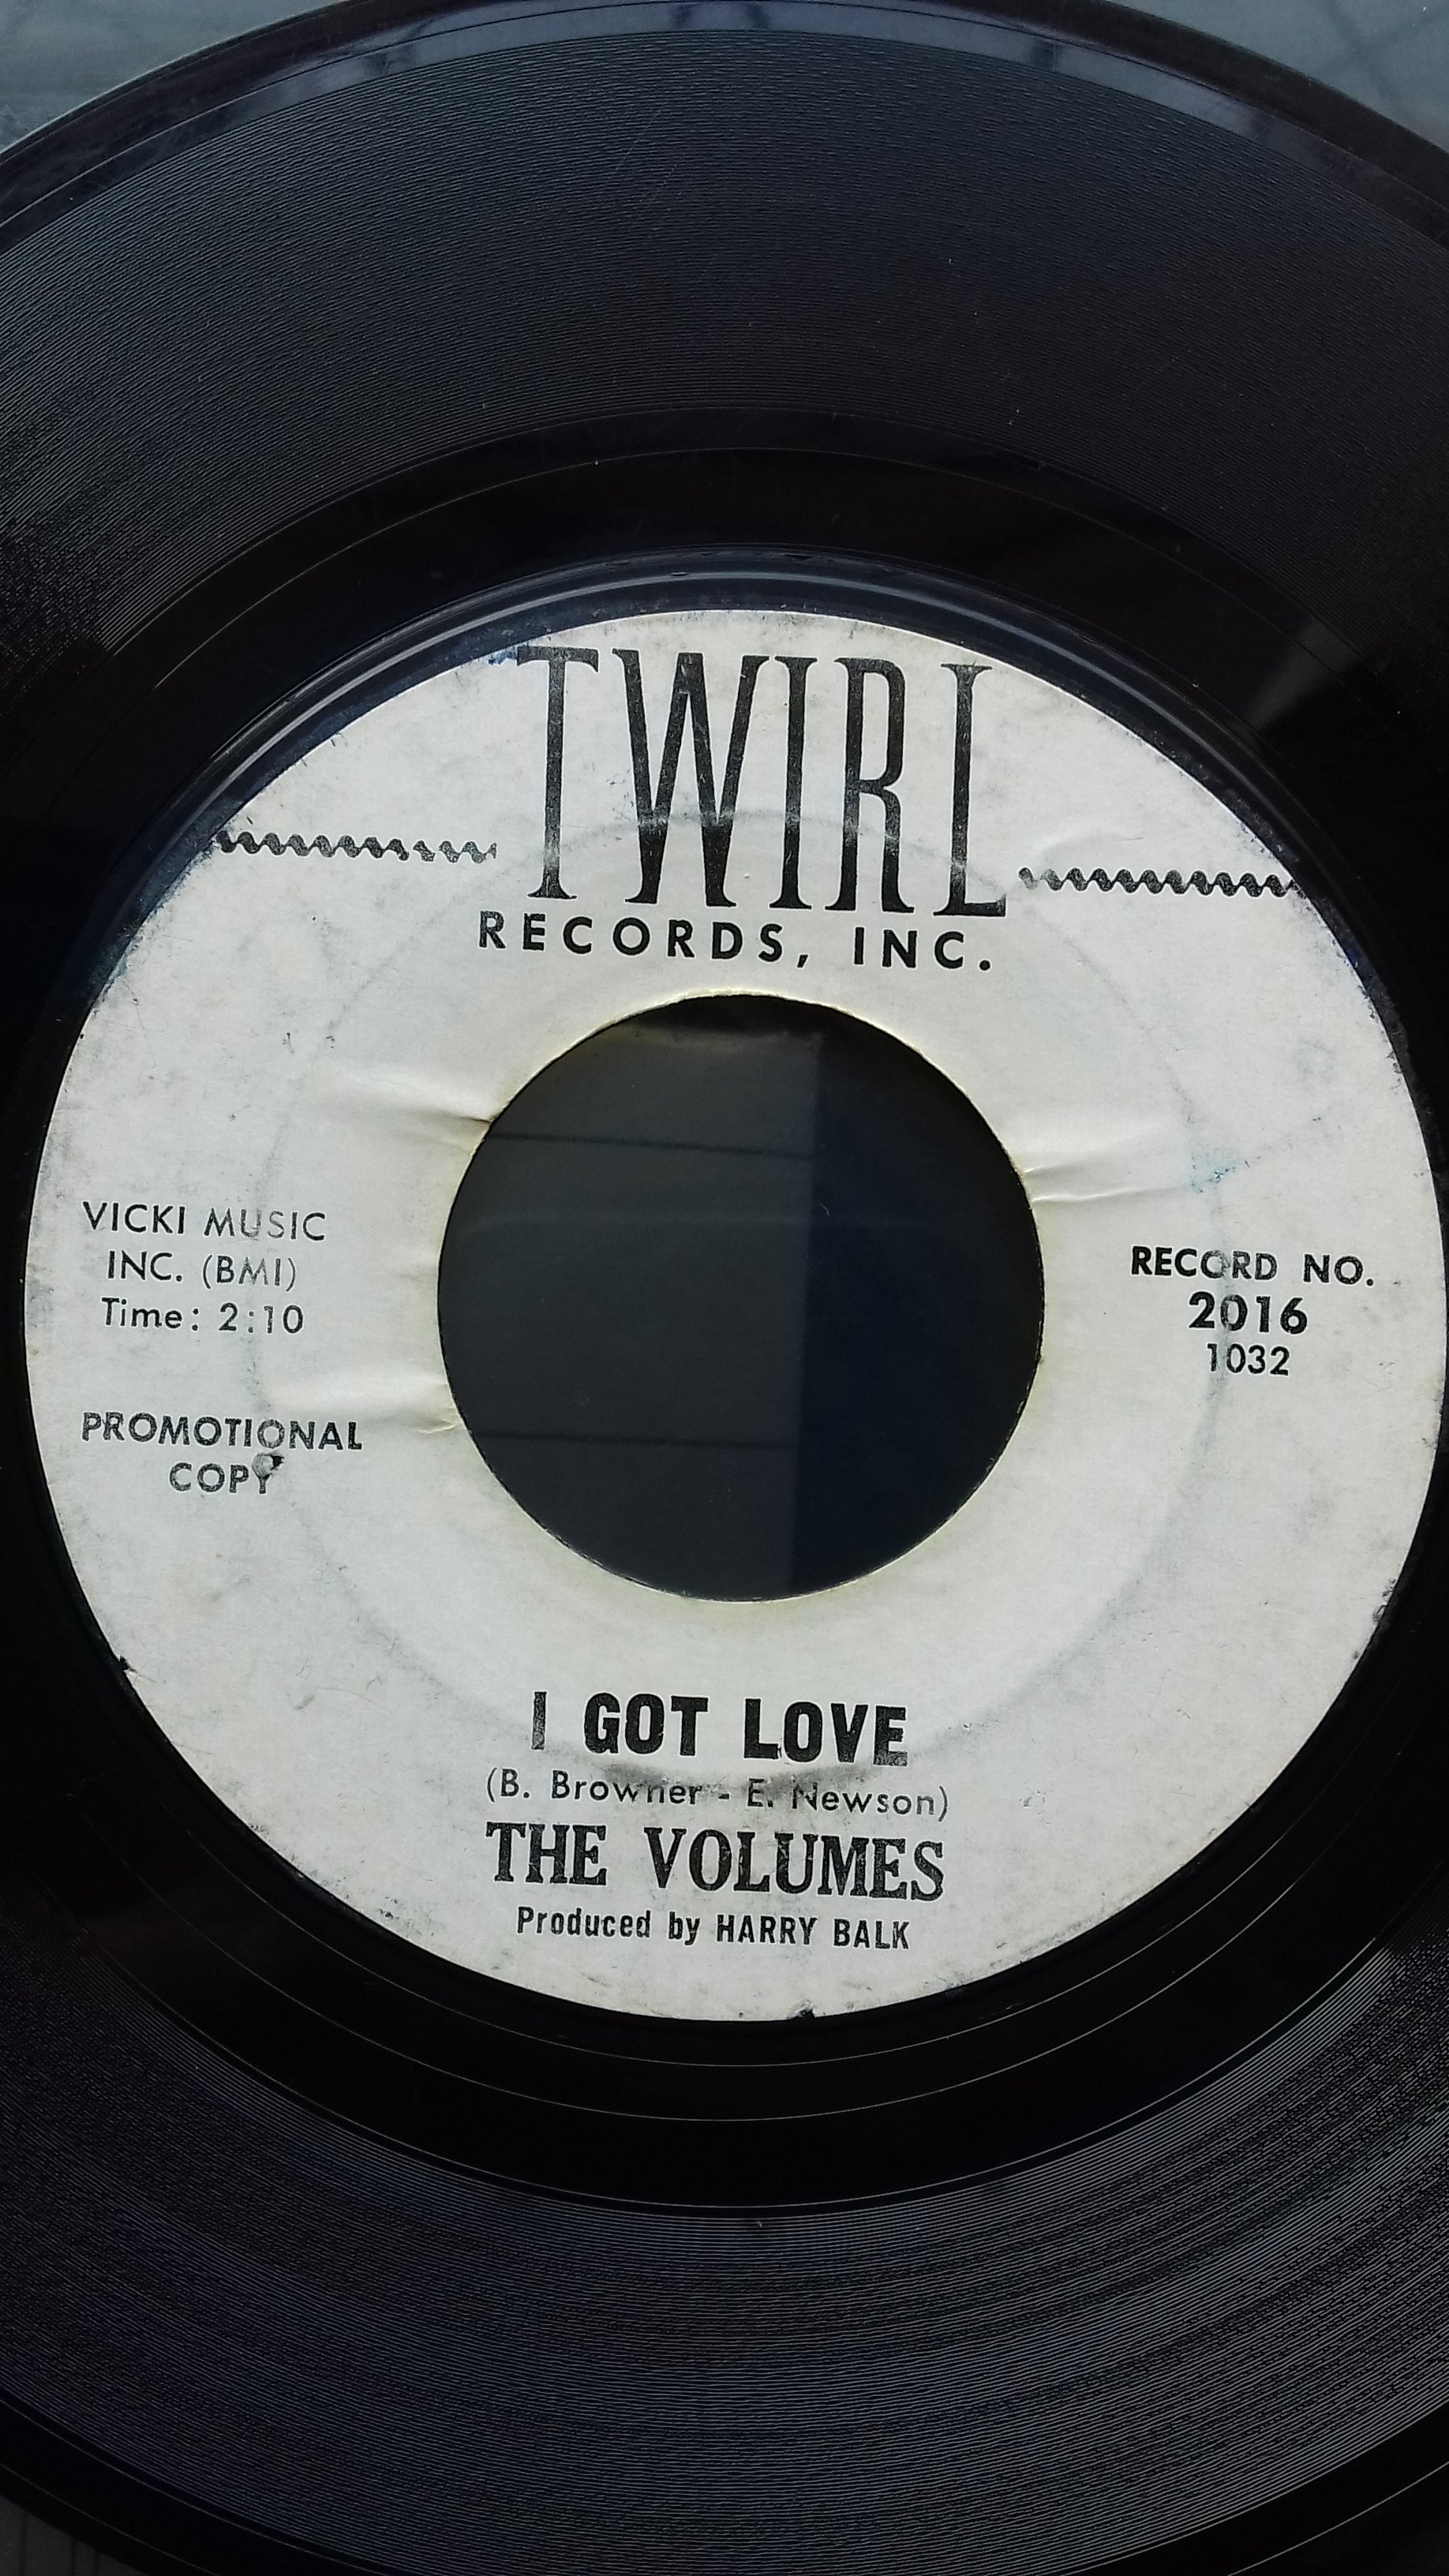 TWIRL
RECORDS, INC.
VICKI MUSIC
INC. (BMI)
Time: 2:10
PROMOTIONAL
COPY
RECORD NO.
2016
1032
I GOT LOVE
(B. Browner - E. Newson)
THE VOLUMES
Produced by HARRY BALK